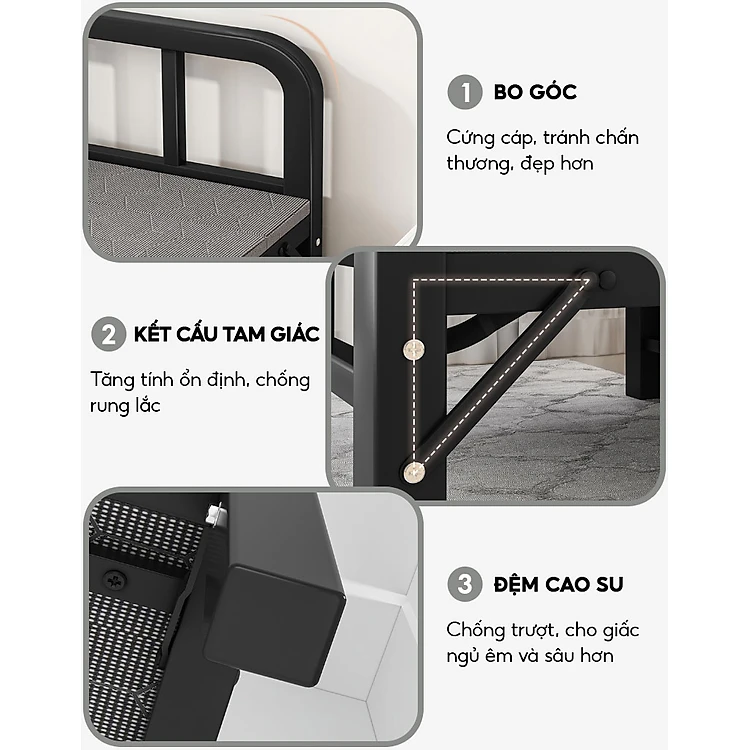 1 BO GÓC
Cứng cáp, tránh chấn
thương, đẹp hơn
2 KẾT CẤU TAM GIÁC
Tăng tính ổn định, chống
rung lắc
3 ĐỆM CAO SU
Chống trượt, cho giấc
ngủ êm và sâu hơn